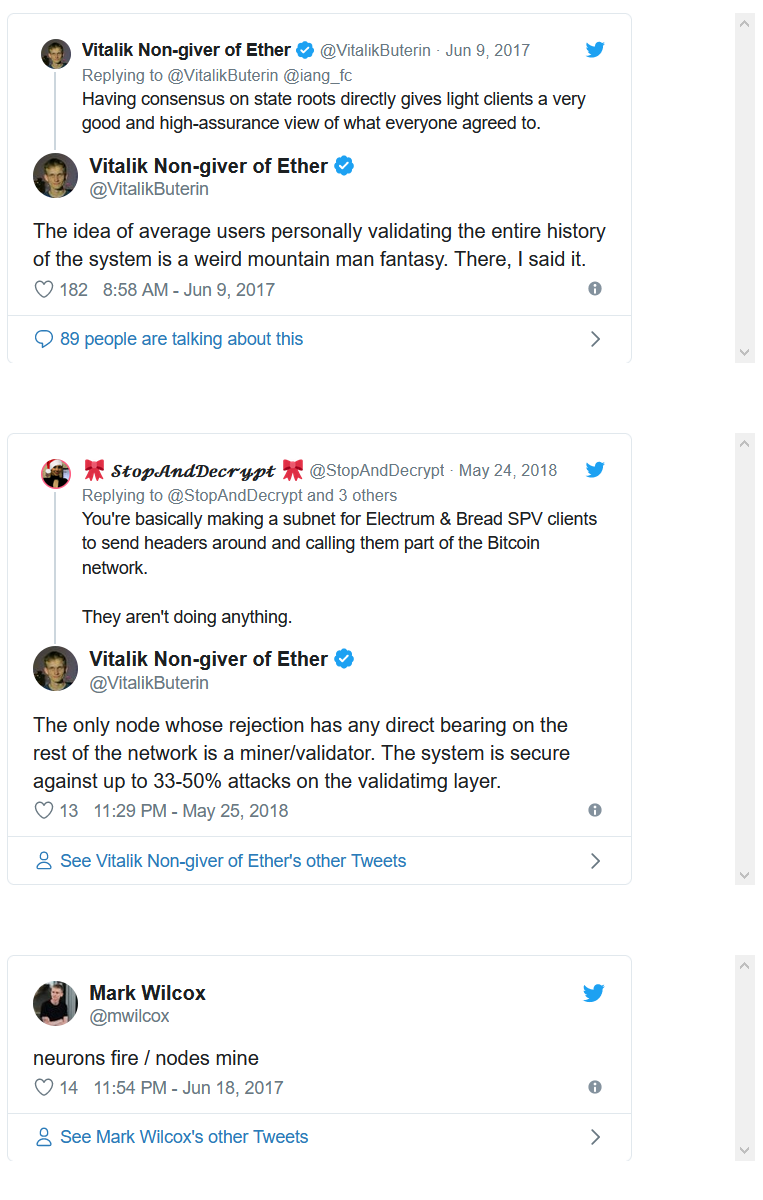 Vitalik Non-giver of Ether @VitalikButerin · Jun 9, 2017
Replying to @VitalikButerin @iang_fc
Having consensus on state roots directly gives light clients a very
good and high-assurance view of what everyone agreed to.
Vitalik Non-giver of Ether
@VitalikButerin
The idea of average users personally validating the entire history
of the system is a weird mountain man fantasy. There, I said it.
182 8:58 AM - Jun 9, 2017
89 people are talking about this
🎀 𝓢𝓽𝓸𝓹𝓐𝓷𝓭𝓓𝓮𝓬𝓻𝔂𝓹𝓽 🎀 @StopAndDecrypt · May 24, 2018
Replying to @StopAndDecrypt and 3 others
You're basically making a subnet for Electrum & Bread SPV clients
to send headers around and calling them part of the Bitcoin
network.
They aren't doing anything.
Vitalik Non-giver of Ether
@VitalikButerin
The only node whose rejection has any direct bearing on the
rest of the network is a miner/validator. The system is secure
against up to 33-50% attacks on the validatimg layer.
13 11:29 PM - May 25, 2018
See Vitalik Non-giver of Ether's other Tweets
Mark Wilcox
@mwilcox
neurons fire / nodes mine
14 11:54 PM - Jun 18, 2017
See Mark Wilcox's other Tweets